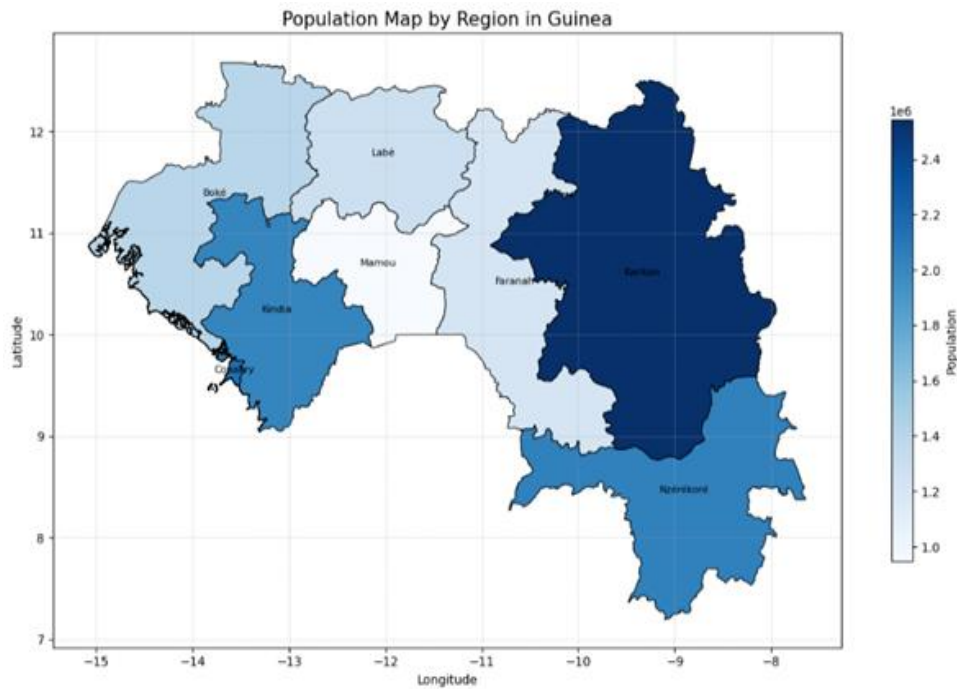 Population Map by Region in Guinea
1e6
12
11
10
9
8
7
Latitude
Labé
Boké
Mamou
Faranah
Kankan
Kindia
Conakry
Nzérékoré
2.4
2.2
2.0
1.8
1.6
1.4
1.2
1.0
Population
−15
−14
−13
−12
−11
−10
−9
−8
Longitude